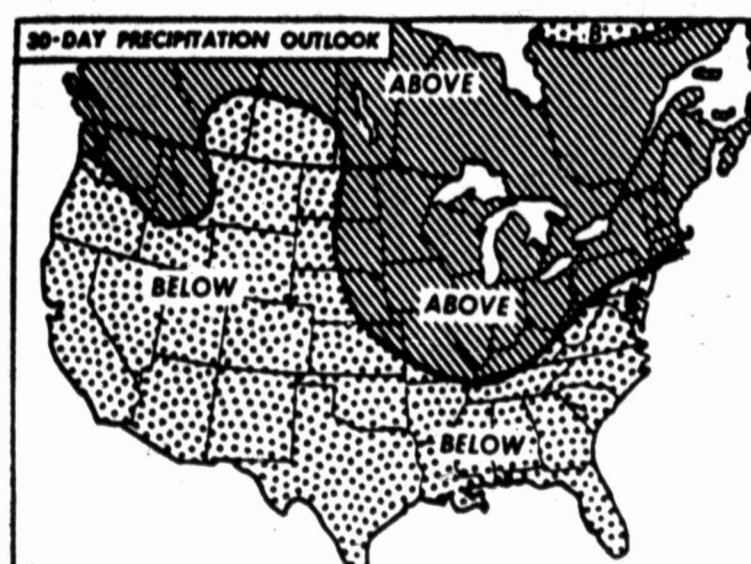 30-DAY PRECIPITATION OUTLOOK
B
ABOVE
BELOW
ABOVE
BELOW